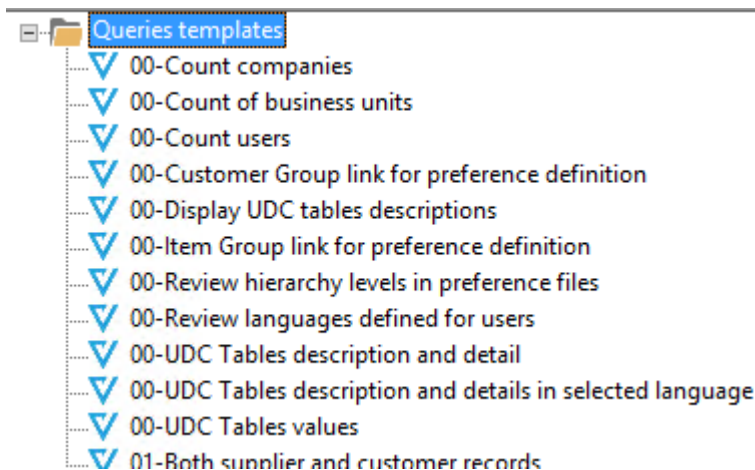 Queries templates
00-Count companies
00-Count of business units
00-Count users
00-Customer Group link for preference definition
00-Display UDC tables descriptions
00-Item Group link for preference definition
00-Review hierarchy levels in preference files
00-Review languages defined for users
00-UDC Tables description and detail
00-UDC Tables description and details in selected language
00-UDC Tables values
01-Both supplier and customer records